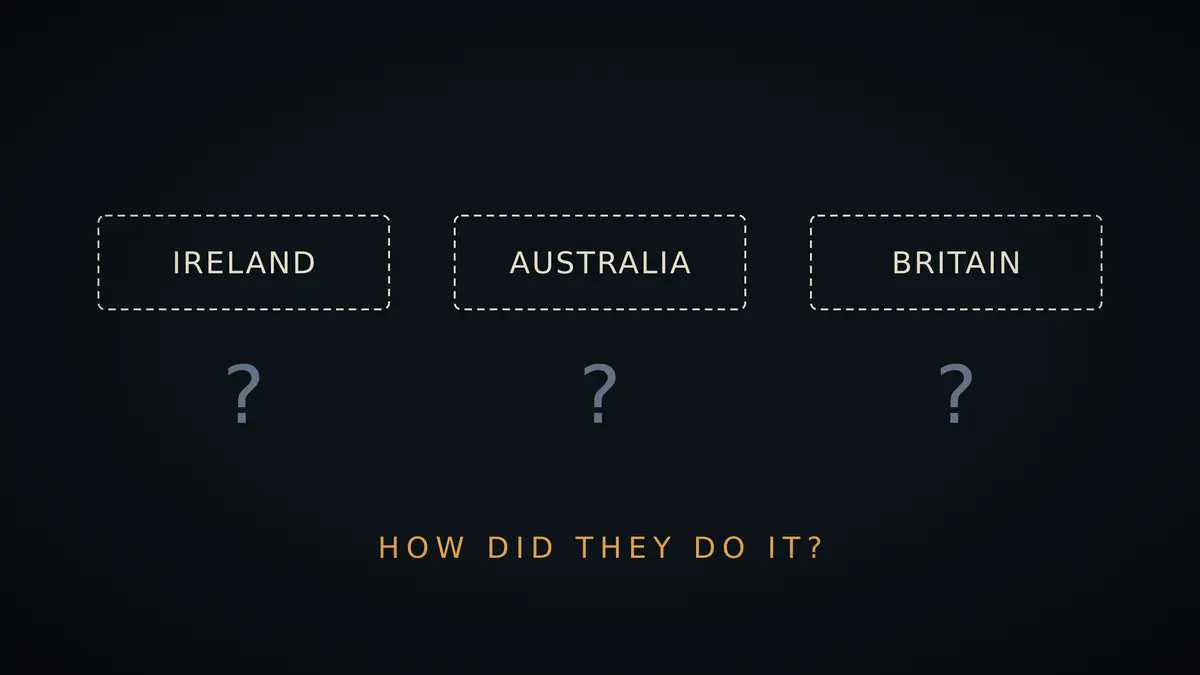 IRELAND AUSTRALIA BRITAIN
? ? ?
HOW DID THEY DO IT?